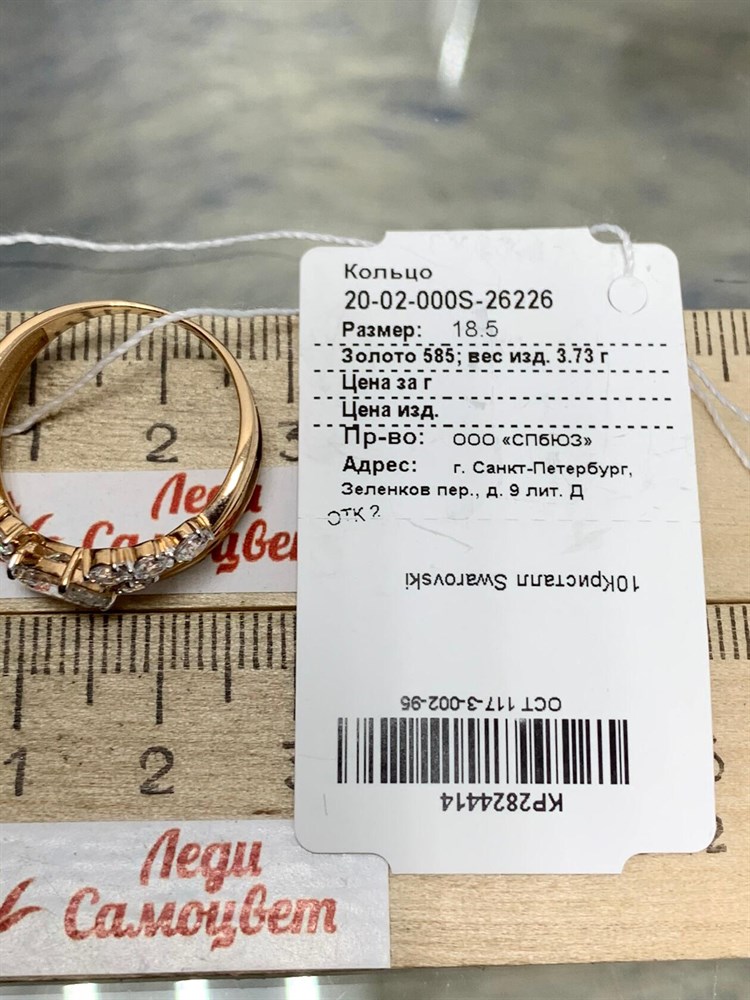 Кольцо
20-02-000S-26226
Размер: 18.5
Золото 585; вес изд. 3.73 г
Цена за г
Цена изд.
Пр-во: ООО «СПбЮЗ»
Адрес: г. Санкт-Петербург,
Зеленков пер., д. 9 лит. Д
ОТК 2
10Кристалл Swarovski
ОСТ 117-3-002-95
КР2824414
1 2 3
Леди
Самоцвет
1 2
Леди
Самоцвет